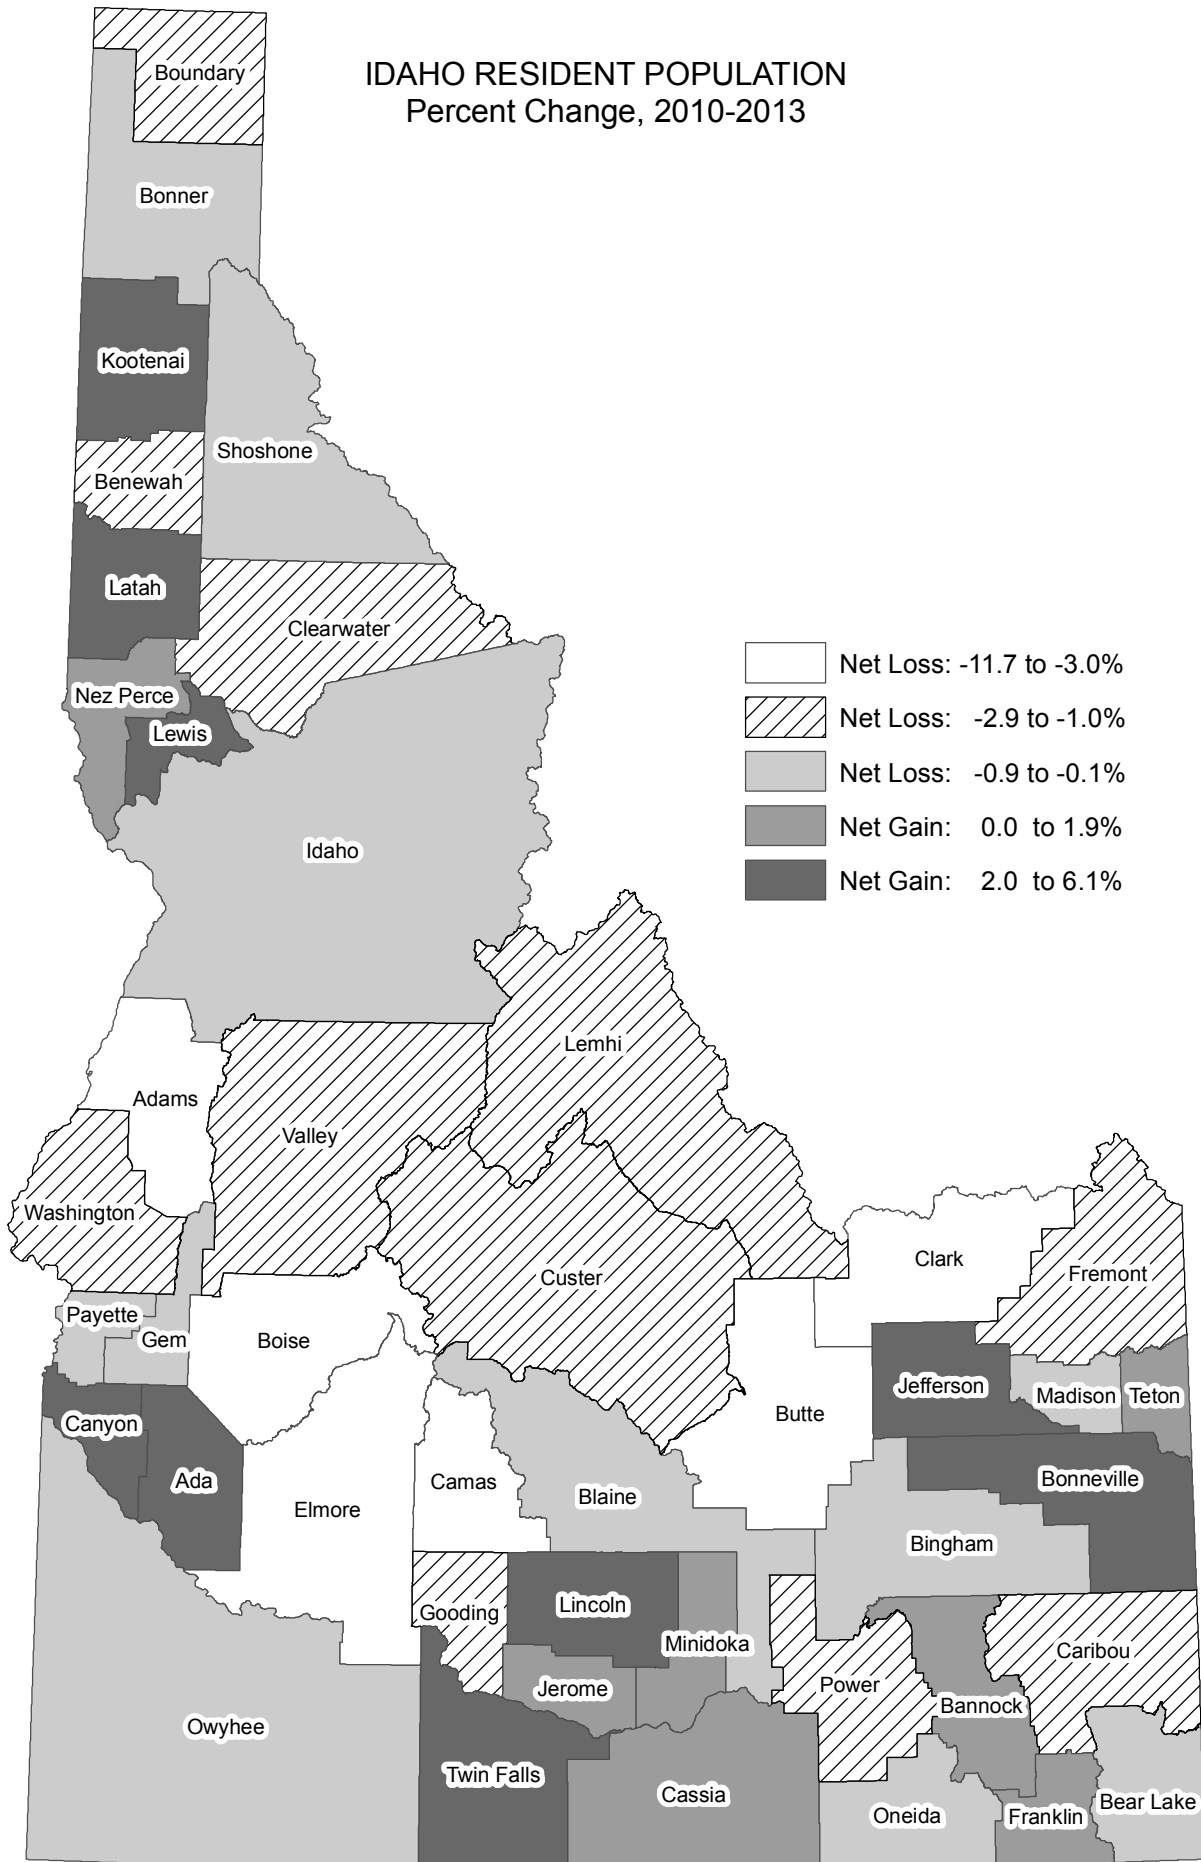 IDAHO RESIDENT POPULATION
Percent Change, 2010-2013
Boundary
Bonner
Kootenai
Shoshone
Benewah
Latah
Clearwater
Nez Perce
Lewis
Idaho
Net Loss: -11.7 to -3.0%
Net Loss: -2.9 to -1.0%
Net Loss: -0.9 to -0.1%
Net Gain: 0.0 to 1.9%
Net Gain: 2.0 to 6.1%
Lemhi
Adams
Valley
Washington
Clark
Custer
Fremont
Payette
Gem
Boise
Jefferson
Madison
Teton
Canyon
Butte
Ada
Camas
Bonneville
Elmore
Blaine
Bingham
Gooding
Lincoln
Minidoka
Caribou
Jerome
Power
Bannock
Owyhee
Twin Falls
Cassia
Oneida
Franklin
Bear Lake